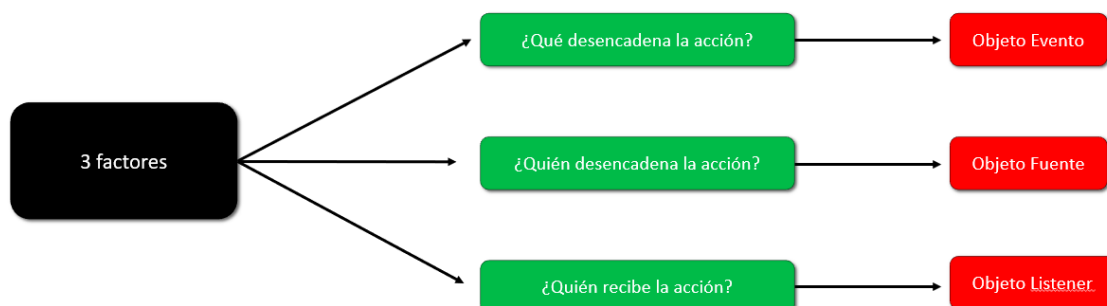 ¿Qué desencadena la acción?
Objeto Evento
3 factores
¿Quién desencadena la acción?
Objeto Fuente
¿Quién recibe la acción?
Objeto Listener